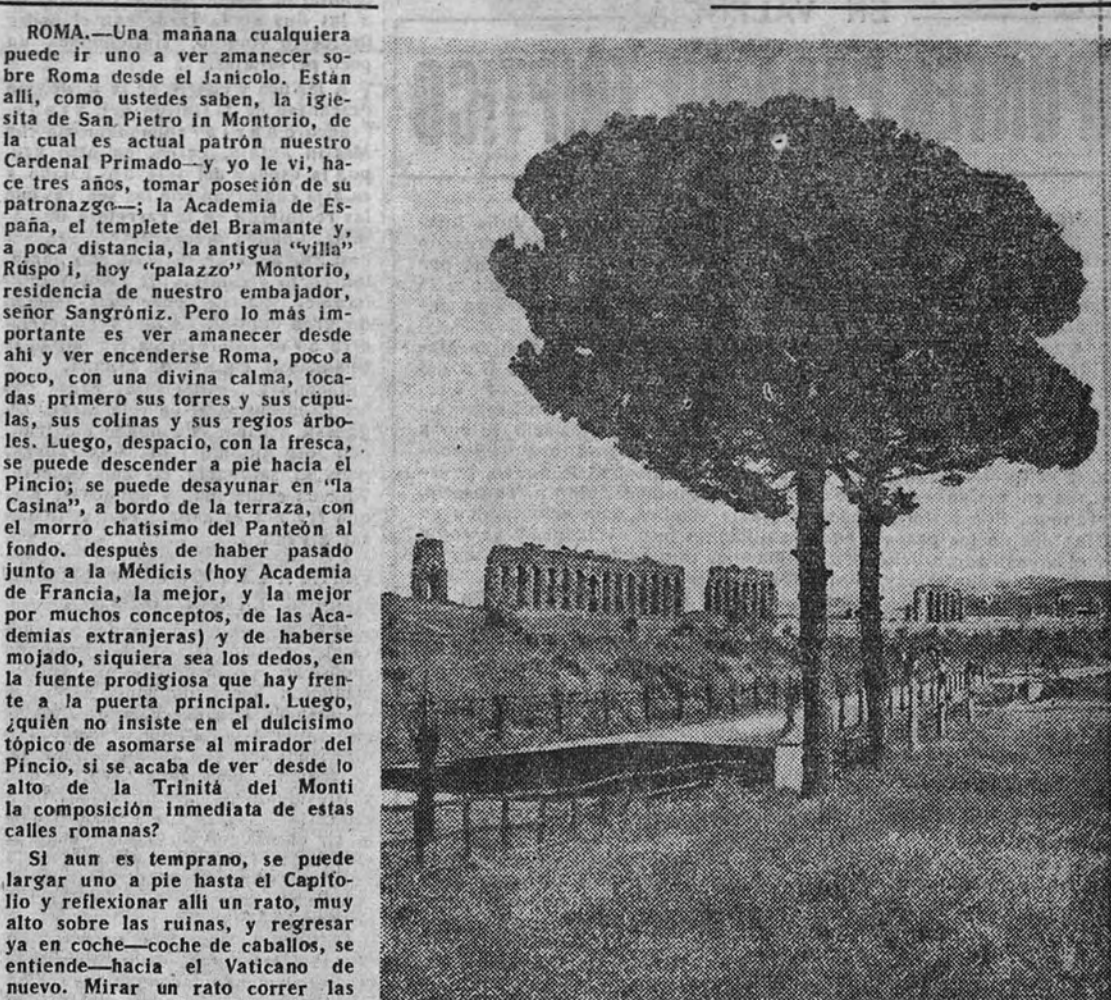 ROMA.—Una mañana cualquiera
puede ir uno a ver amanecer so-
bre Roma desde el Janícolo. Están
allí, como ustedes saben, la igle-
sita de San Pietro in Montorio, de
la cual es actual patrón nuestro
Cardenal Primado—y yo le vi, ha-
ce tres años, tomar posesión de su
patronazgo—; la Academia de Es-
paña, el templete del Bramante y,
a poca distancia, la antigua “villa”
Rúspo i, hoy “palazzo” Montorio,
residencia de nuestro embajador,
señor Sangróniz. Pero lo más im-
portante es ver amanecer desde
ahí y ver encenderse Roma, poco a
poco, con una divina calma, toca-
das primero sus torres y sus cúpu-
las, sus colinas y sus regios árbo-
les. Luego, despacio, con la fresca,
se puede descender a pie hacia el
Pincio; se puede desayunar en “la
Casina”, a bordo de la terraza, con
el morro chatísimo del Panteón al
fondo. después de haber pasado
junto a la Médicis (hoy Academia
de Francia, la mejor, y la mejor
por muchos conceptos, de las Aca-
demias extranjeras) y de haberse
mojado, siquiera sea los dedos, en
la fuente prodigiosa que hay fren-
te a la puerta principal. Luego,
¿quién no insiste en el dulcísimo
tópico de asomarse al mirador del
Pincio, si se acaba de ver desde lo
alto de la Trinitá dei Monti
la composición inmediata de estas
calles romanas?
Si aun es temprano, se puede
largar uno a pie hasta el Capito-
lio y reflexionar allí un rato, muy
alto sobre las ruinas, y regresar
ya en coche—coche de caballos, se
entiende—hacia el Vaticano de
nuevo. Mirar un rato correr las